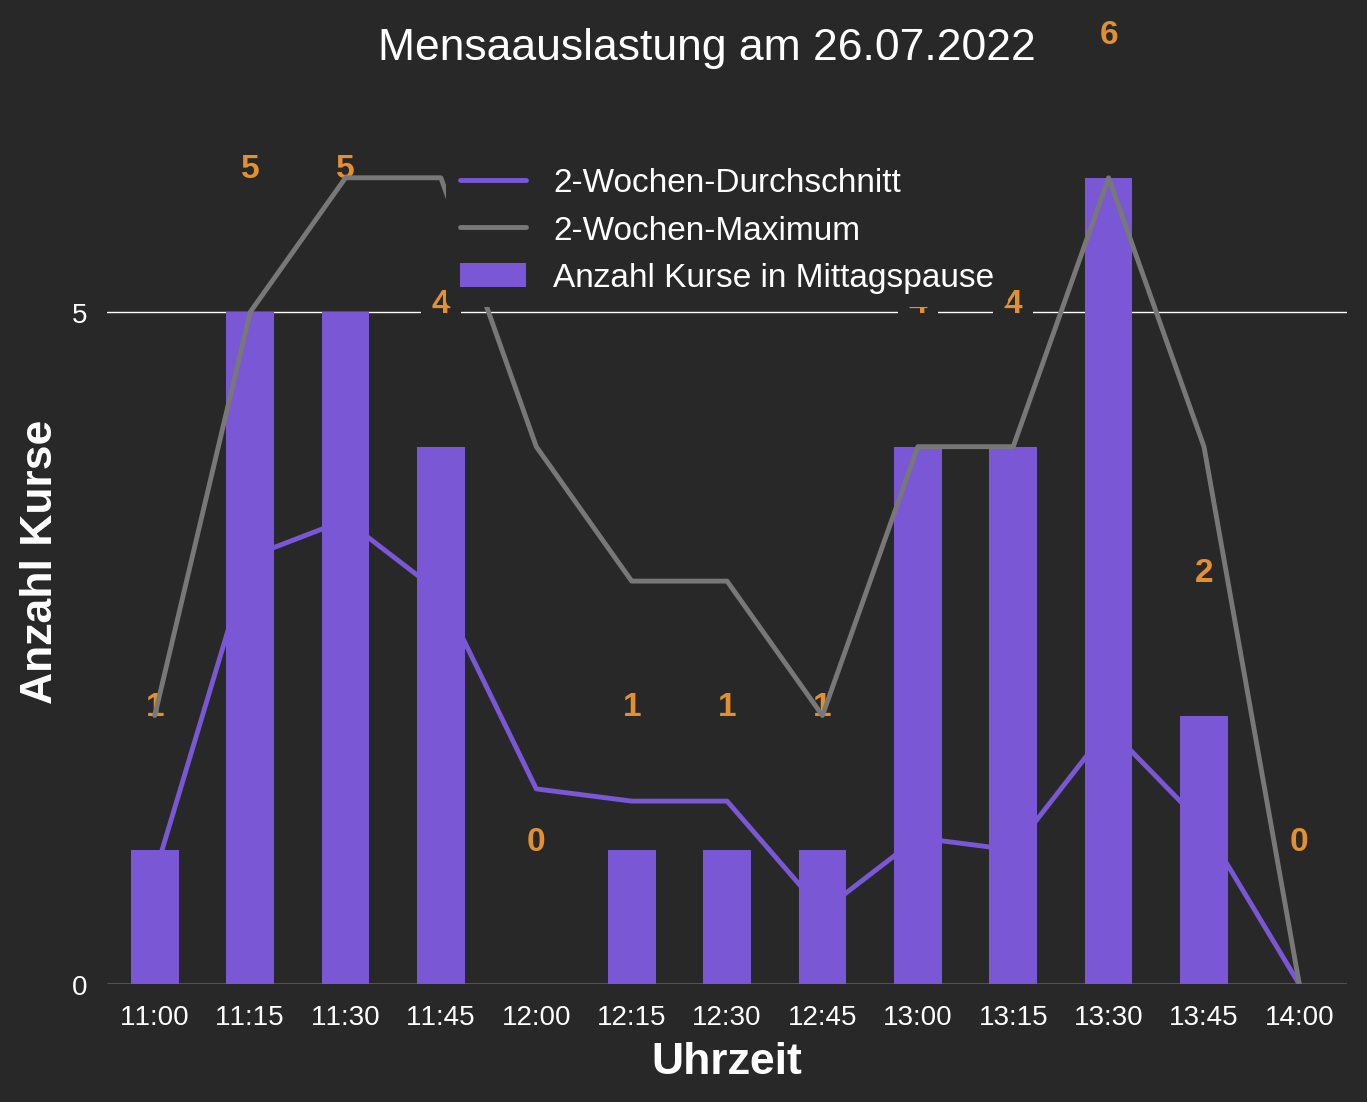 Mensaauslastung am 26.07.2022
6
5
5
2-Wochen-Durchschnitt
2-Wochen-Maximum
Anzahl Kurse in Mittagspause
4
4
4
5
Anzahl Kurse
2
1
1
1
1
0
0
0
11:00 11:15 11:30 11:45 12:00 12:15 12:30 12:45 13:00 13:15 13:30 13:45 14:00
Uhrzeit